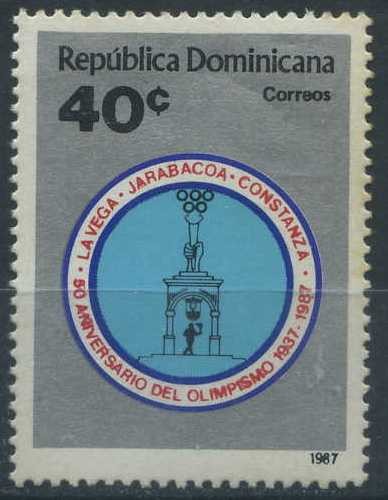 República Dominicana
40¢
Correos
LA VEGA · JARABACOA · CONSTANZA ·
50 ANIVERSARIO DEL OLIMPISMO 1937-1987
1987